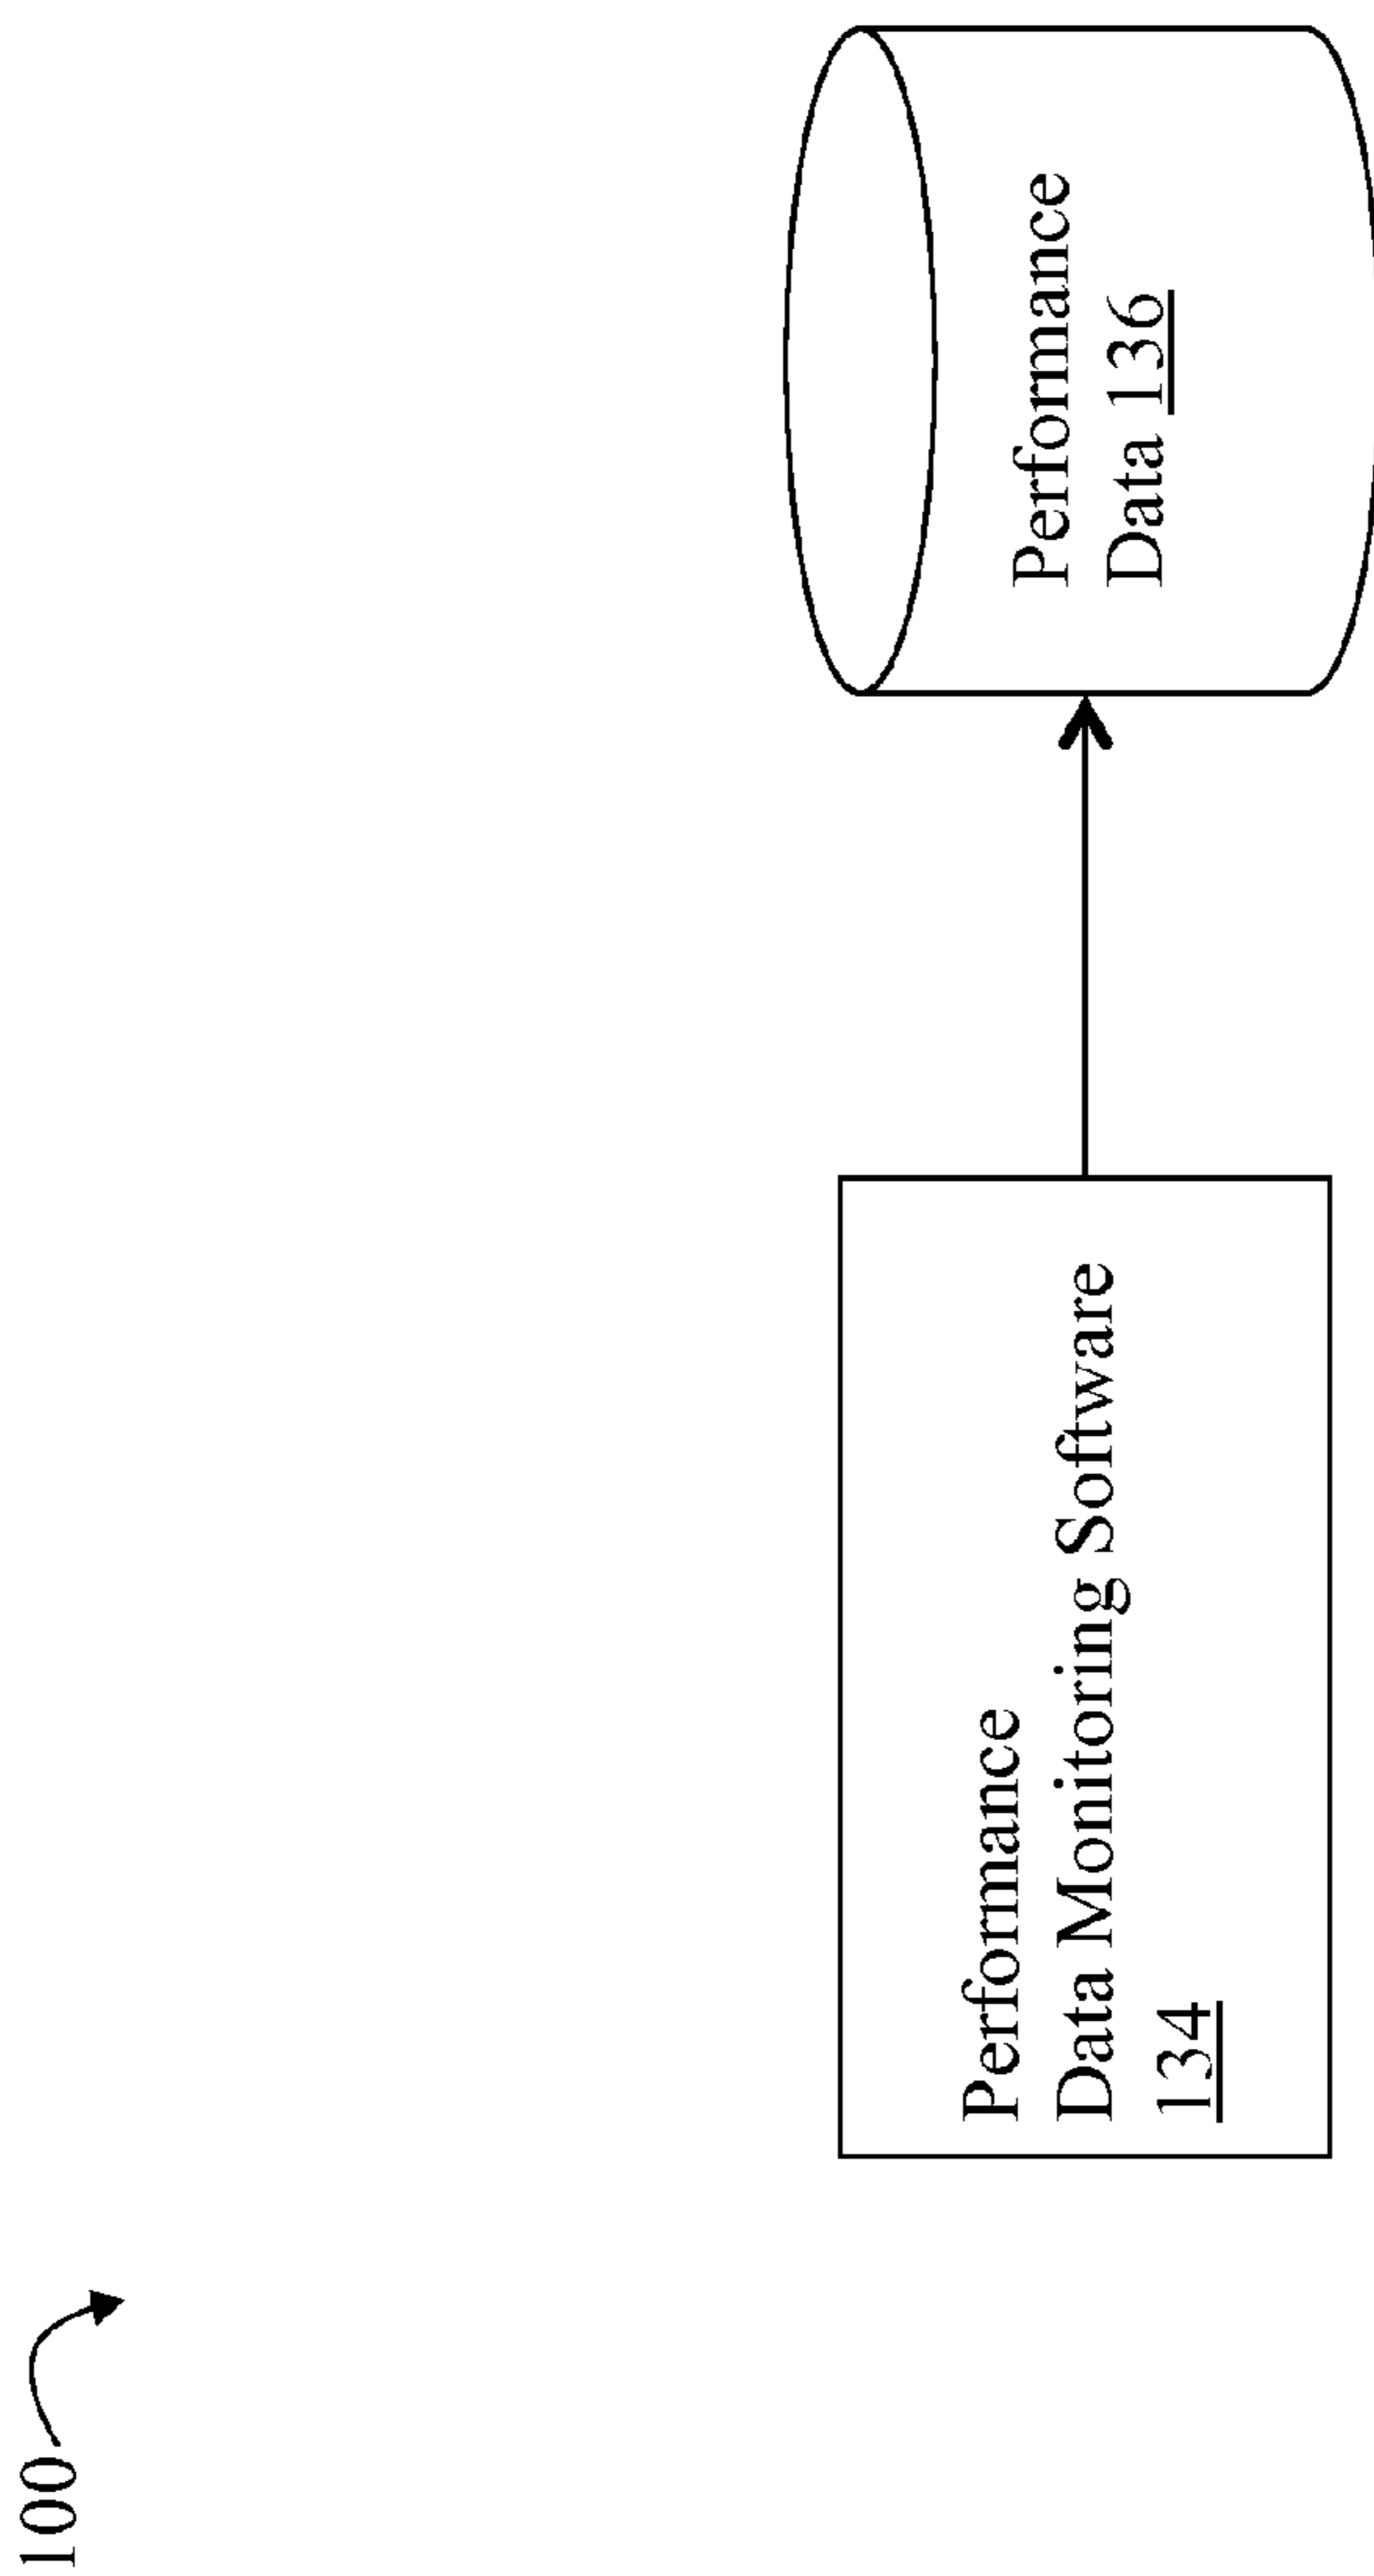 100
Performance
Data Monitoring Software
134
Performance
Data 136